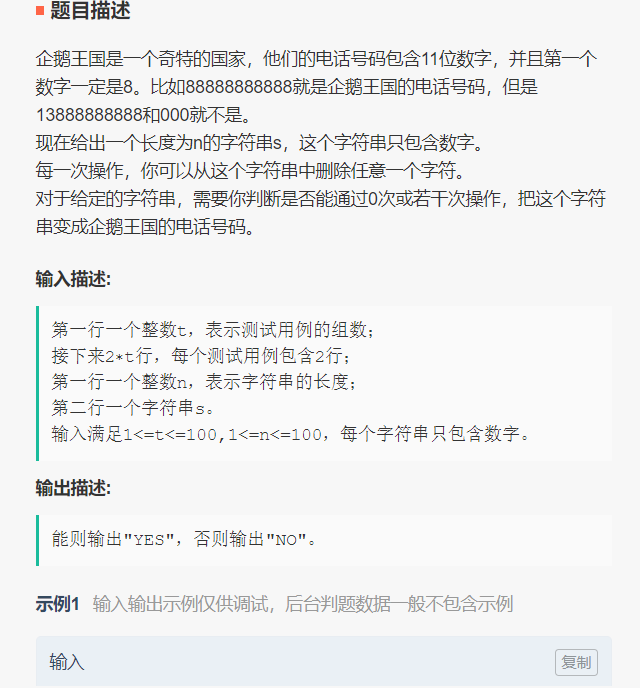 题目描述
企鹅王国是一个奇特的国家，他们的电话号码包含11位数字，并且第一个
数字一定是8。比如88888888888就是企鹅王国的电话号码，但是
13888888888和000就不是。
现在给出一个长度为n的字符串s，这个字符串只包含数字。
每一次操作，你可以从这个字符串中删除任意一个字符。
对于给定的字符串，需要你判断是否能通过0次或若干次操作，把这个字符
串变成企鹅王国的电话号码。
输入描述:
第一行一个整数t，表示测试用例的组数；
接下来2*t行，每个测试用例包含2行；
第一行一个整数n，表示字符串的长度；
第二行一个字符串s。
输入满足1<=t<=100,1<=n<=100，每个字符串只包含数字。
输出描述:
能则输出"YES"，否则输出"NO"。
示例1 输入输出示例仅供调试，后台判题数据一般不包含示例
输入 复制